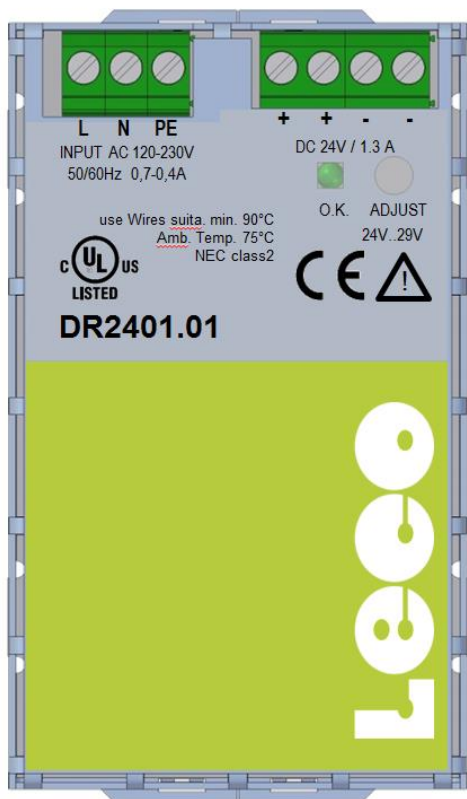 L N PE
INPUT AC 120-230V
50/60Hz 0,7-0,4A
+ + - -
DC 24V / 1.3 A
O.K. ADJUST
24V..29V
use Wires suita. min. 90°C
Amb. Temp. 75°C
NEC class2
C UL US
LISTED
CE
!
DR2401.01
Leco